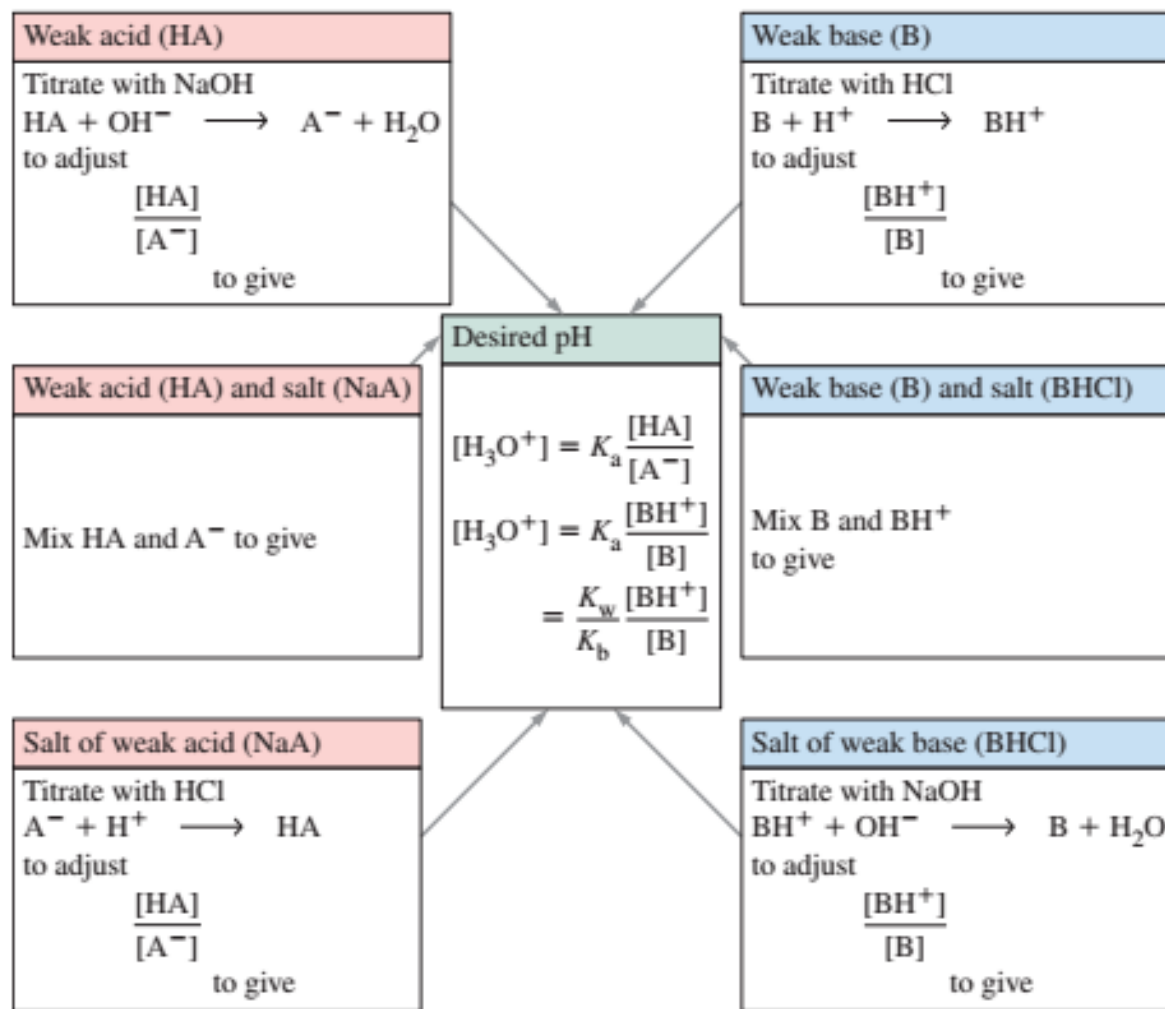 Weak acid (HA)
Titrate with NaOH
HA + OH⁻ ⟶ A⁻ + H₂O
to adjust
[HA]
[A⁻]
to give
Weak base (B)
Titrate with HCl
B + H⁺ ⟶ BH⁺
to adjust
[BH⁺]
[B]
to give
Weak acid (HA) and salt (NaA)
Mix HA and A⁻ to give
Desired pH
[H₃O⁺] = Kₐ [HA]/[A⁻]
[H₃O⁺] = Kₐ [BH⁺]/[B]
= K_w/K_b [BH⁺]/[B]
Weak base (B) and salt (BHCl)
Mix B and BH⁺
to give
Salt of weak acid (NaA)
Titrate with HCl
A⁻ + H⁺ ⟶ HA
to adjust
[HA]
[A⁻]
to give
Salt of weak base (BHCl)
Titrate with NaOH
BH⁺ + OH⁻ ⟶ B + H₂O
to adjust
[BH⁺]
[B]
to give